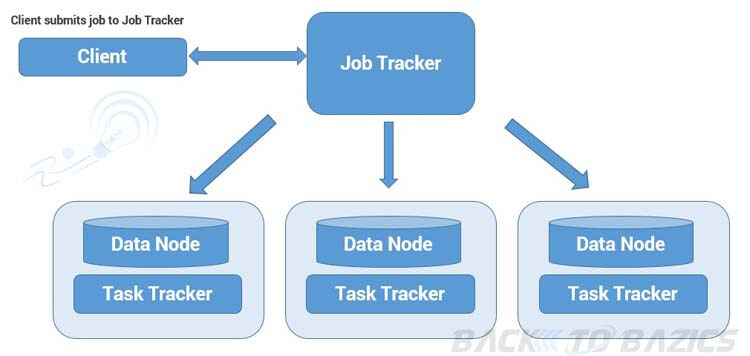 Client submits job to Job Tracker
Client
Job Tracker
Data Node
Task Tracker
Data Node
Task Tracker
Data Node
Task Tracker
BACK TO BAZICS